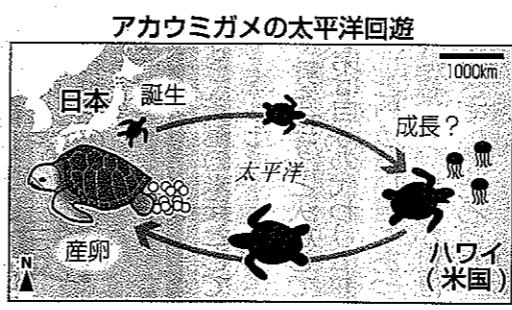 アカウミガメの太平洋回遊
1000km
日本
誕生
成長?
太平洋
産卵
N
ハワイ
(米国)